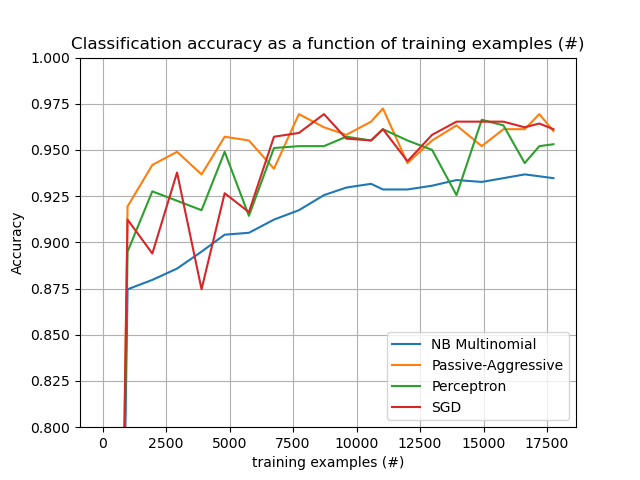 Classification accuracy as a function of training examples (#)
1.000
0.975
0.950
0.925
0.900
0.875
0.850
0.825
0.800
Accuracy
NB Multinomial
Passive-Aggressive
Perceptron
SGD
0 2500 5000 7500 10000 12500 15000 17500
training examples (#)